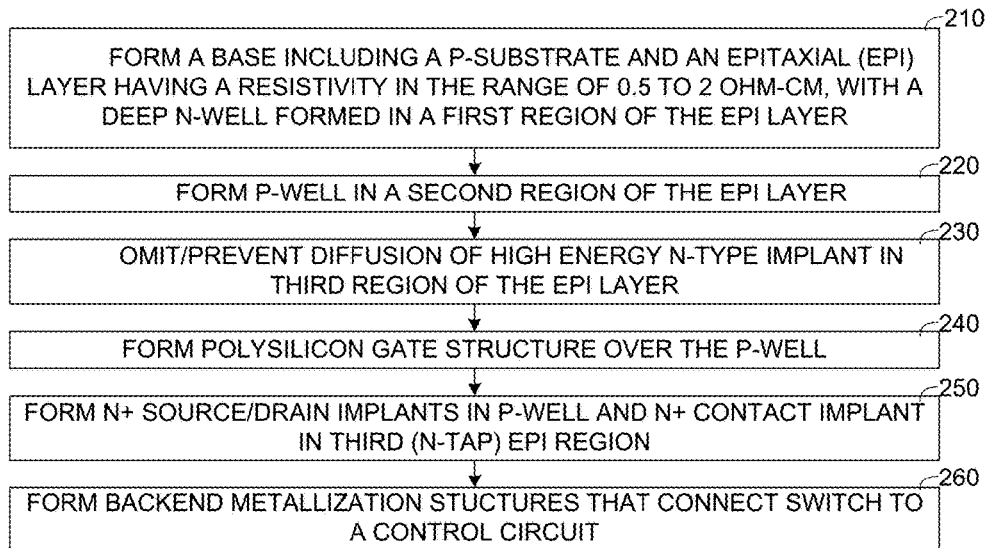 210
FORM A BASE INCLUDING A P-SUBSTRATE AND AN EPITAXIAL (EPI)
LAYER HAVING A RESISTIVITY IN THE RANGE OF 0.5 TO 2 OHM-CM, WITH A
DEEP N-WELL FORMED IN A FIRST REGION OF THE EPI LAYER
220
FORM P-WELL IN A SECOND REGION OF THE EPI LAYER
230
OMIT/PREVENT DIFFUSION OF HIGH ENERGY N-TYPE IMPLANT IN
THIRD REGION OF THE EPI LAYER
240
FORM POLYSILICON GATE STRUCTURE OVER THE P-WELL
250
FORM N+ SOURCE/DRAIN IMPLANTS IN P-WELL AND N+ CONTACT IMPLANT
IN THIRD (N-TAP) EPI REGION
260
FORM BACKEND METALLIZATION STUCTURES THAT CONNECT SWITCH TO
A CONTROL CIRCUIT